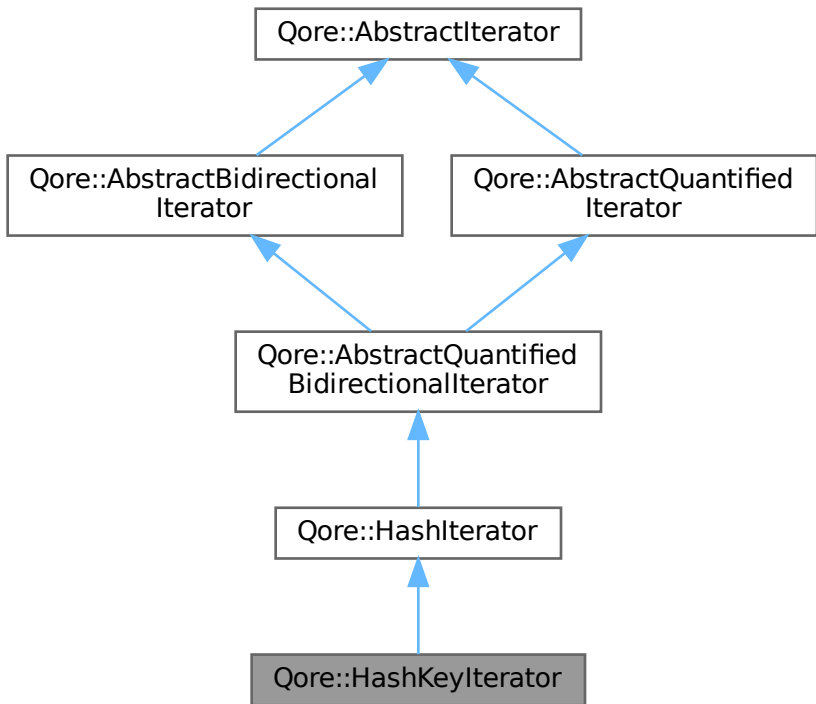 Qore::AbstractIterator
Qore::AbstractBidirectional
Iterator
Qore::AbstractQuantified
Iterator
Qore::AbstractQuantified
BidirectionalIterator
Qore::HashIterator
Qore::HashKeyIterator